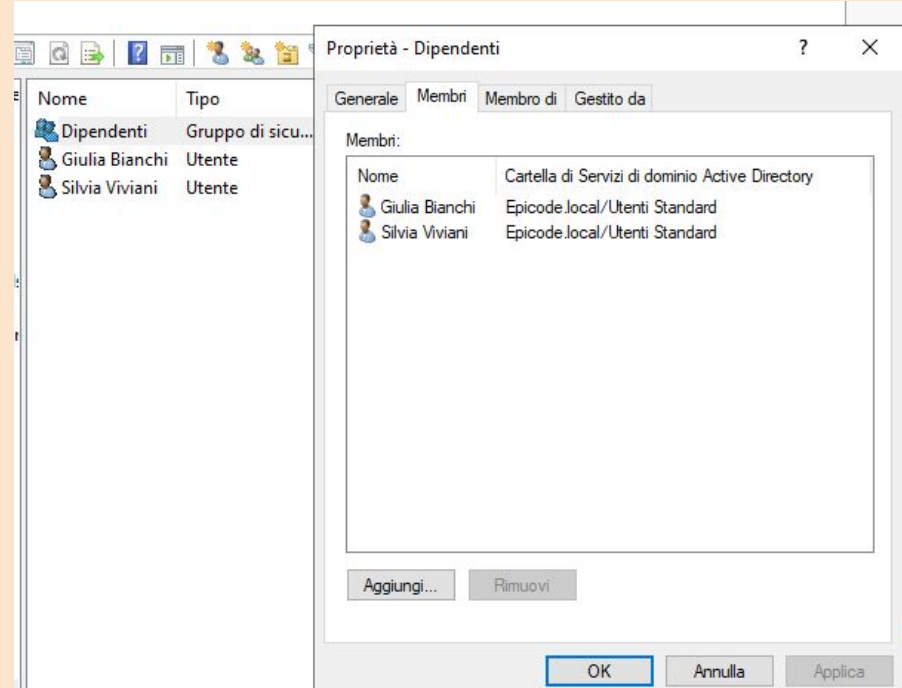 Proprietà - Dipendenti
Nome Tipo
Dipendenti Gruppo di sicu...
Giulia Bianchi Utente
Silvia Viviani Utente
Generale Membri Membro di Gestito da
Membri:
Nome Cartella di Servizi di dominio Active Directory
Giulia Bianchi Epicode.local/Utenti Standard
Silvia Viviani Epicode.local/Utenti Standard
Aggiungi... Rimuovi
OK Annulla Applica